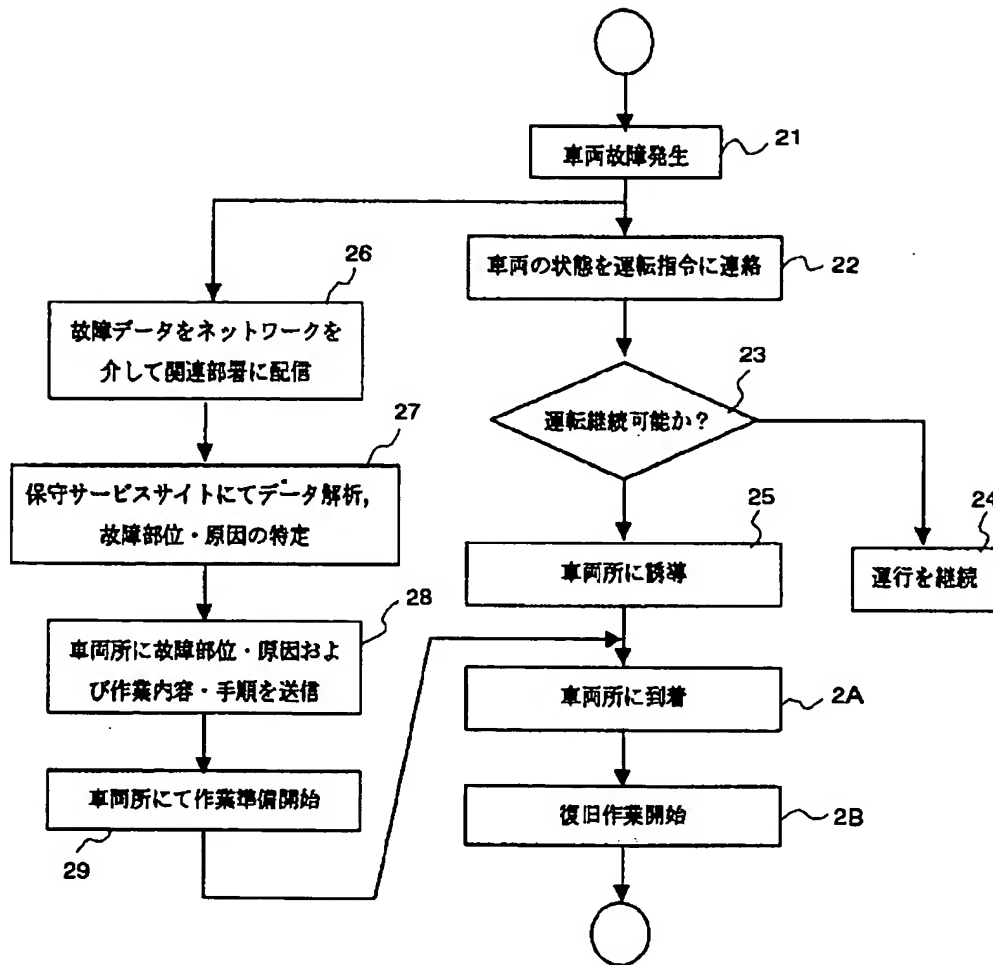 車両故障発生
21
車両の状態を運転指令に連絡
22
26
故障データをネットワークを
介して関連部署に配信
23
運転継続可能か?
27
保守サービスサイトにてデータ解析,
故障部位・原因の特定
25
車両所に誘導
24
運行を継続
28
車両所に故障部位・原因およ
び作業内容・手順を送信
車両所に到着
2A
車両所にて作業準備開始
29
復旧作業開始
2B